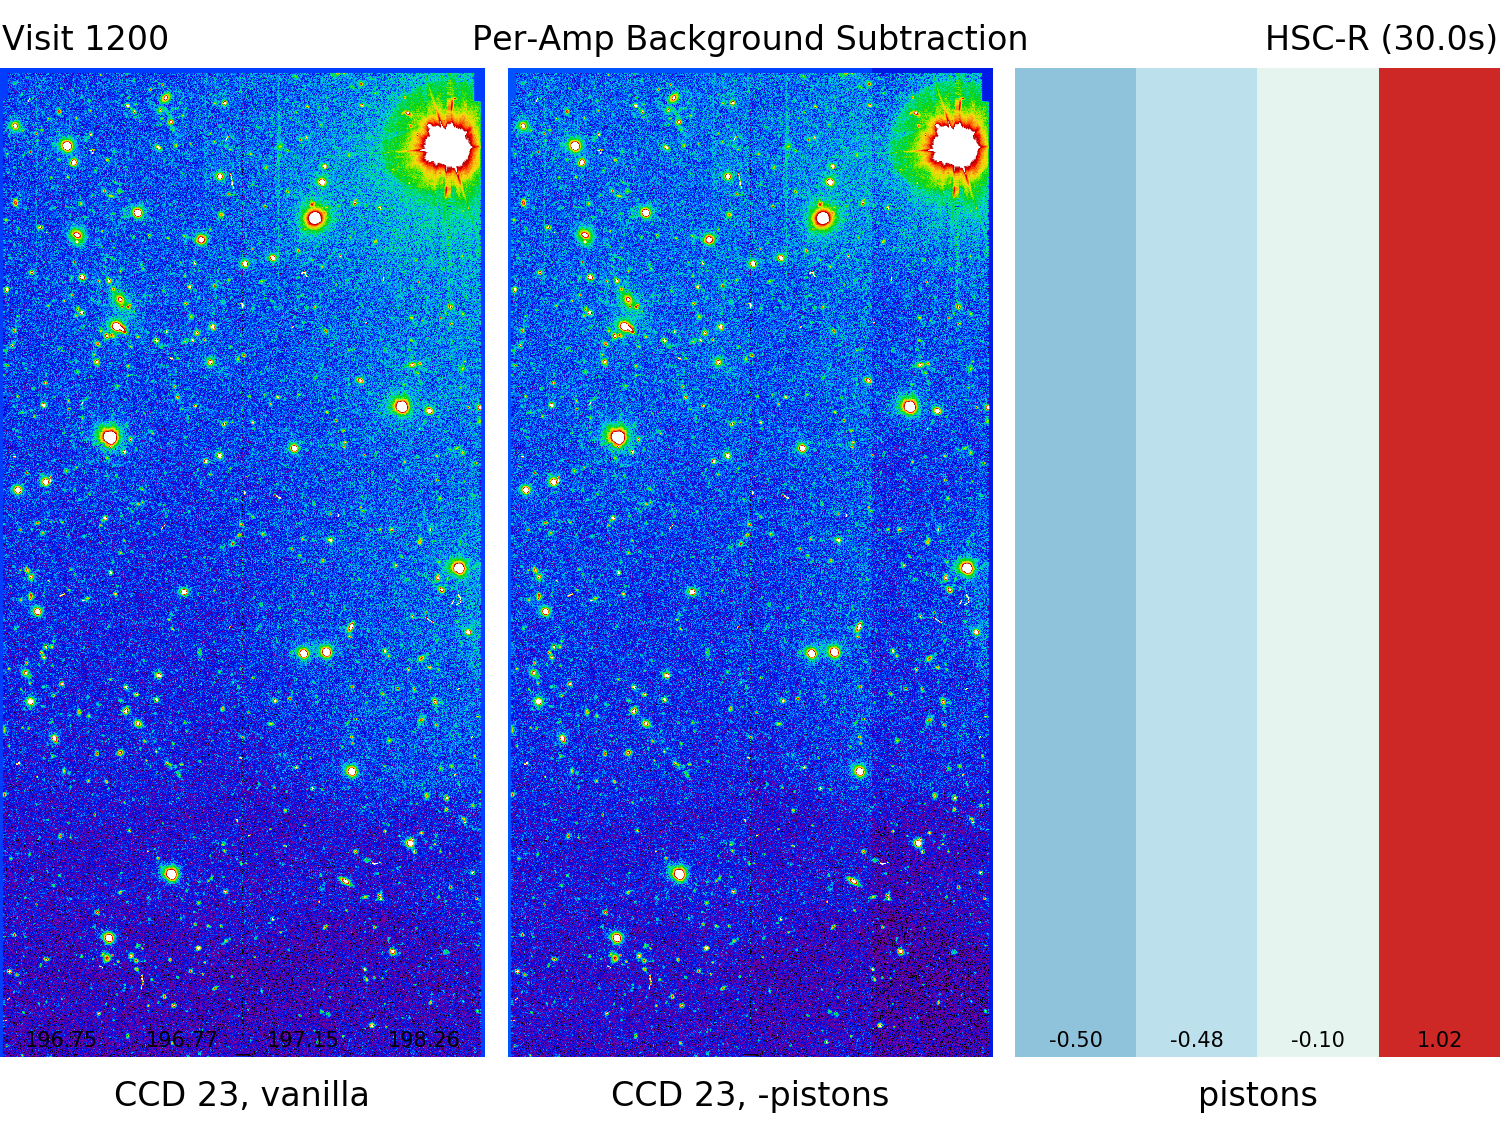 Visit 1200 Per-Amp Background Subtraction HSC-R (30.0s)
196.75 196.77 197.15 198.26 -0.50 -0.48 -0.10 1.02
CCD 23, vanilla CCD 23, -pistons pistons